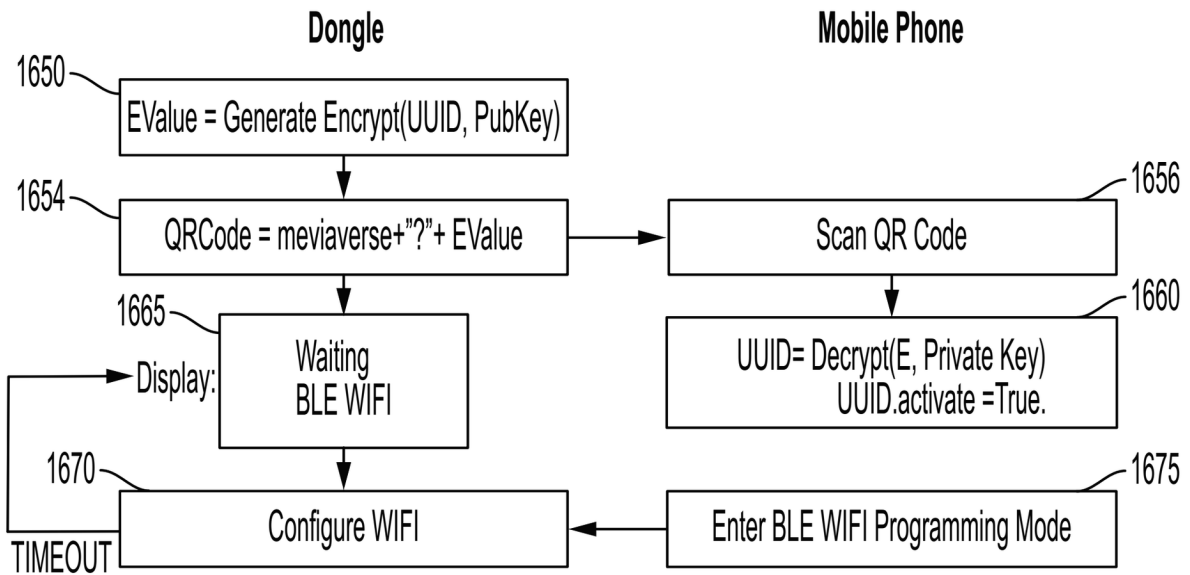 Dongle
Mobile Phone
1650
EValue = Generate Encrypt(UUID, PubKey)
1654
QRCode = meviaverse+"?"+ EValue
1656
Scan QR Code
1660
UUID= Decrypt(E, Private Key)
UUID.activate =True.
1665
Display:
Waiting
BLE WIFI
1670
Configure WIFI
TIMEOUT
1675
Enter BLE WIFI Programming Mode